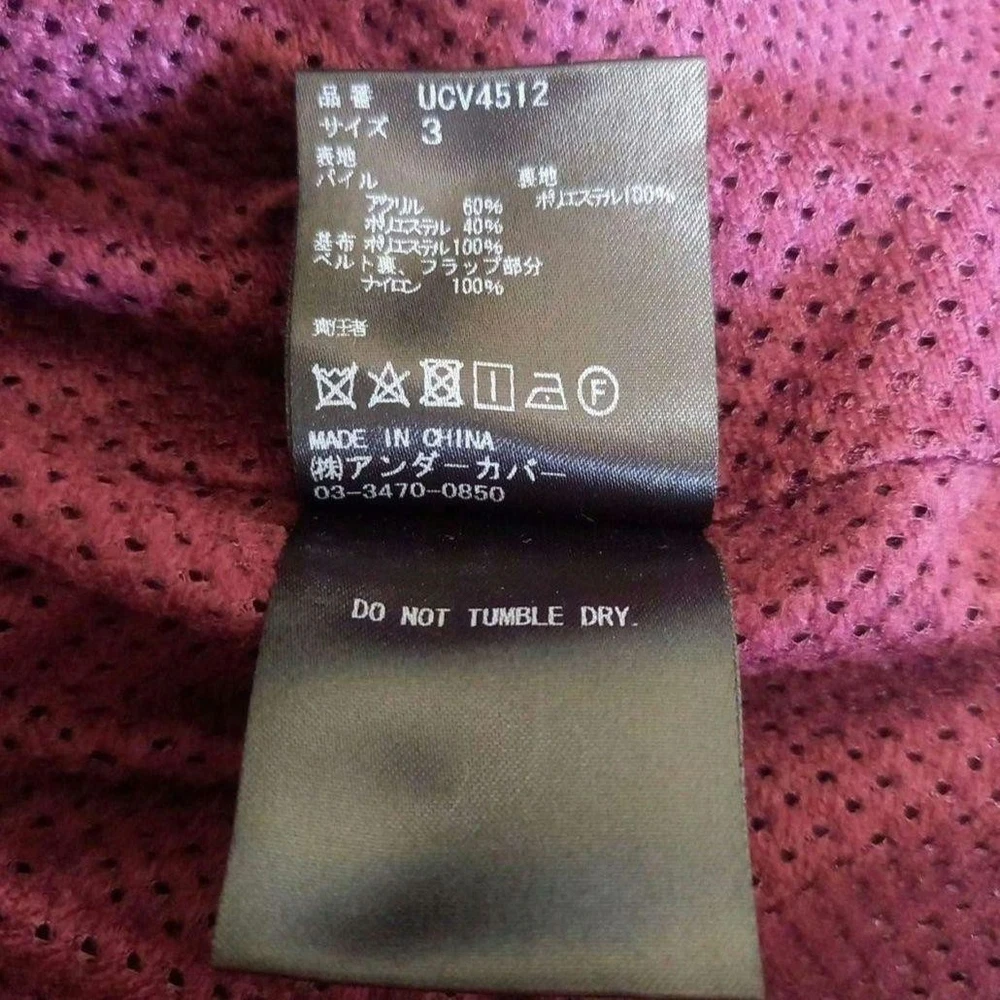 品番 UCV4512
サイズ 3
表地
パイル
アクリル 60%
ポリエステル 40%
基布 ポリエステル100%
ベルト裏、フラップ部分
ナイロン 100%
裏地
ポリエステル100%
責任者
F
MADE IN CHINA
(株)アンダーカバー
03-3470-0850
DO NOT TUMBLE DRY.